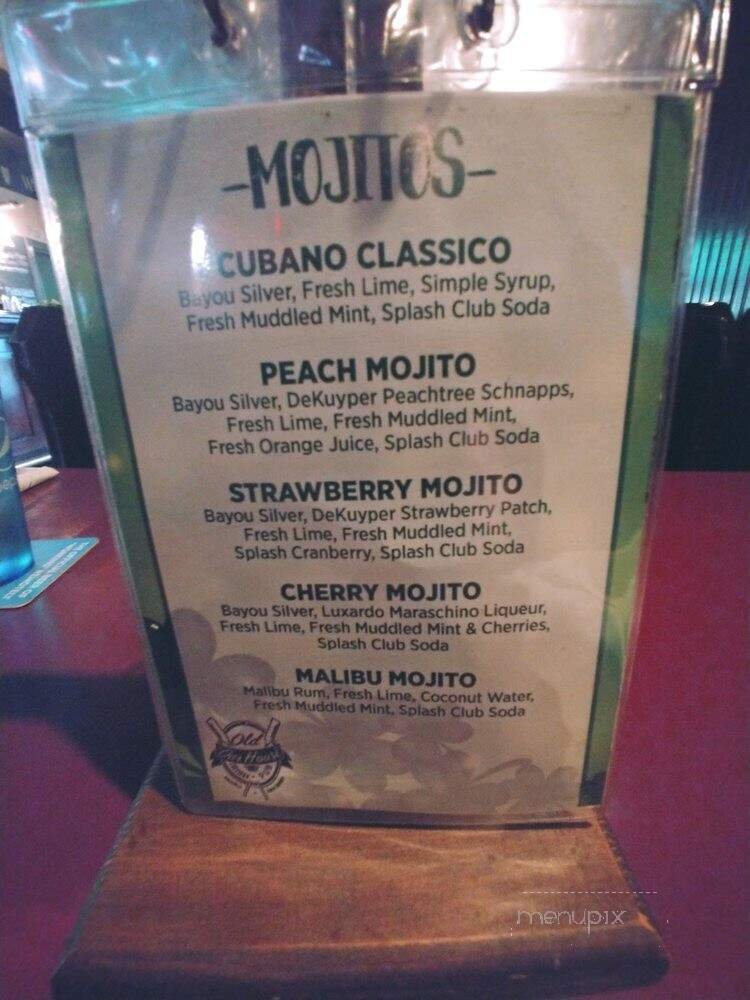 -MOJITOS-
CUBANO CLASSICO
Bayou Silver, Fresh Lime, Simple Syrup,
Fresh Muddled Mint, Splash Club Soda
PEACH MOJITO
Bayou Silver, DeKuyper Peachtree Schnapps,
Fresh Lime, Fresh Muddled Mint,
Fresh Orange Juice, Splash Club Soda
STRAWBERRY MOJITO
Bayou Silver, DeKuyper Strawberry Patch,
Fresh Lime, Fresh Muddled Mint,
Splash Cranberry, Splash Club Soda
CHERRY MOJITO
Bayou Silver, Luxardo Maraschino Liqueur,
Fresh Lime, Fresh Muddled Mint & Cherries,
Splash Club Soda
MALIBU MOJITO
Malibu Rum, Fresh Lime, Coconut Water,
Fresh Muddled Mint, Splash Club Soda
Old
menupix